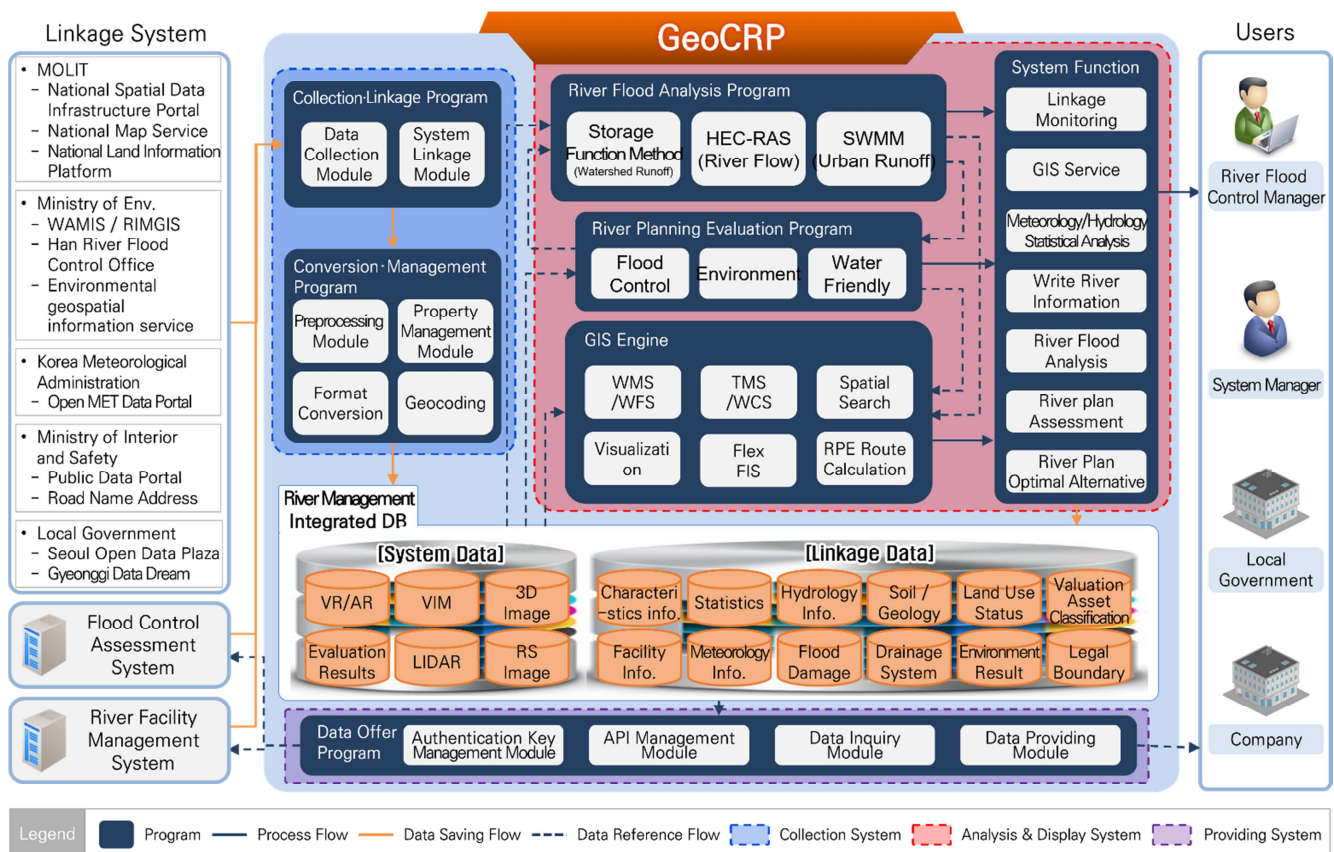 GeoCRP
Linkage System
• MOLIT
– National Spatial Data
Infrastructure Portal
– National Map Service
– National Land Information
Platform
• Ministry of Env.
– WAMIS / RIMGIS
– Han River Flood
Control Office
– Environmental
geospatial
information service
• Korea Meteorological
Administration
– Open MET Data Portal
• Ministry of Interior
and Safety
– Public Data Portal
– Road Name Address
• Local Government
– Seoul Open Data Plaza
– Gyeonggi Data Dream
Flood Control
Assessment
System
River Facility
Management
System
Collection·Linkage Program
Data
Collection
Module
System
Linkage
Module
Conversion·Management
Program
Preprocessing
Module
Property
Management
Module
Format
Conversion
Geocoding
River Flood Analysis Program
Storage
Function Method
(Watershed Runoff)
HEC-RAS
(River Flow)
SWMM
(Urban Runoff)
River Planning Evaluation Program
Flood
Control
Environment
Water
Friendly
GIS Engine
WMS
/WFS
TMS
/WCS
Spatial
Search
Visualizati
on
Flex
FIS
RPE Route
Calculation
System Function
Linkage
Monitoring
GIS Service
Meteorology/Hydrology
Statistical Analysis
Write River
Information
River Flood
Analysis
River plan
Assessment
River Plan
Optimal Alternative
Users
River Flood
Control Manager
System Manager
Local
Government
Company
River Management
Integrated DB
[System Data]
VR/AR
VIM
3D
Image
Evaluation
Results
LIDAR
RS
Image
[Linkage Data]
Characteri
-stics info.
Statistics
Hydrology
Info.
Soil /
Geology
Land Use
Status
Valuation
Asset
Classification
Facility
Info.
Meteorology
Info.
Flood
Damage
Drainage
System
Environment
Result
Legal
Boundary
Data Offer
Program
Authentication Key
Management Module
API Management
Module
Data Inquiry
Module
Data Providing
Module
Legend
Program
Process Flow
Data Saving Flow
Data Reference Flow
Collection System
Analysis & Display System
Providing System